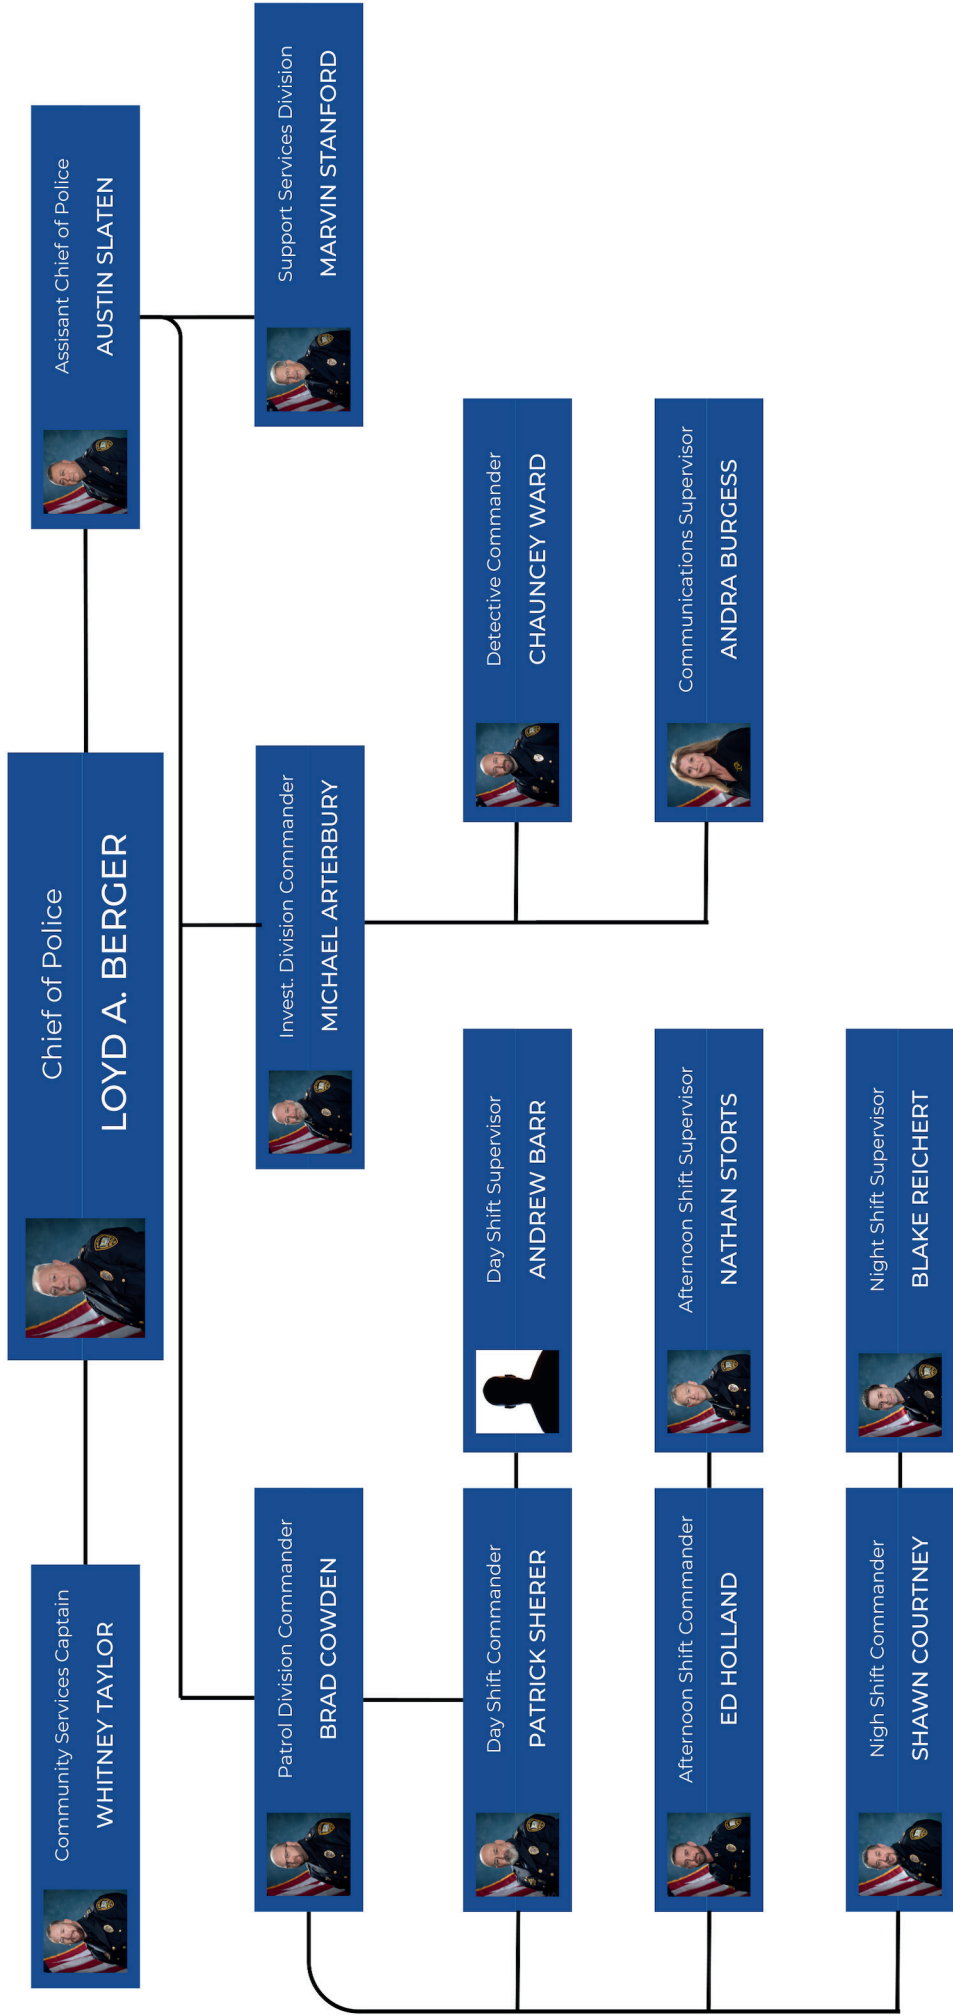 Chief of Police
LOYD A. BERGER
Community Services Captain
WHITNEY TAYLOR
Assisant Chief of Police
AUSTIN SLATEN
Patrol Division Commander
BRAD COWDEN
Invest. Division Commander
MICHAEL ARTERBURY
Support Services Division
MARVIN STANFORD
Day Shift Commander
PATRICK SHERER
Day Shift Supervisor
ANDREW BARR
Detective Commander
CHAUNCEY WARD
Afternoon Shift Commander
ED HOLLAND
Afternoon Shift Supervisor
NATHAN STORTS
Communications Supervisor
ANDRA BURGESS
Nigh Shift Commander
SHAWN COURTNEY
Night Shift Supervisor
BLAKE REICHERT